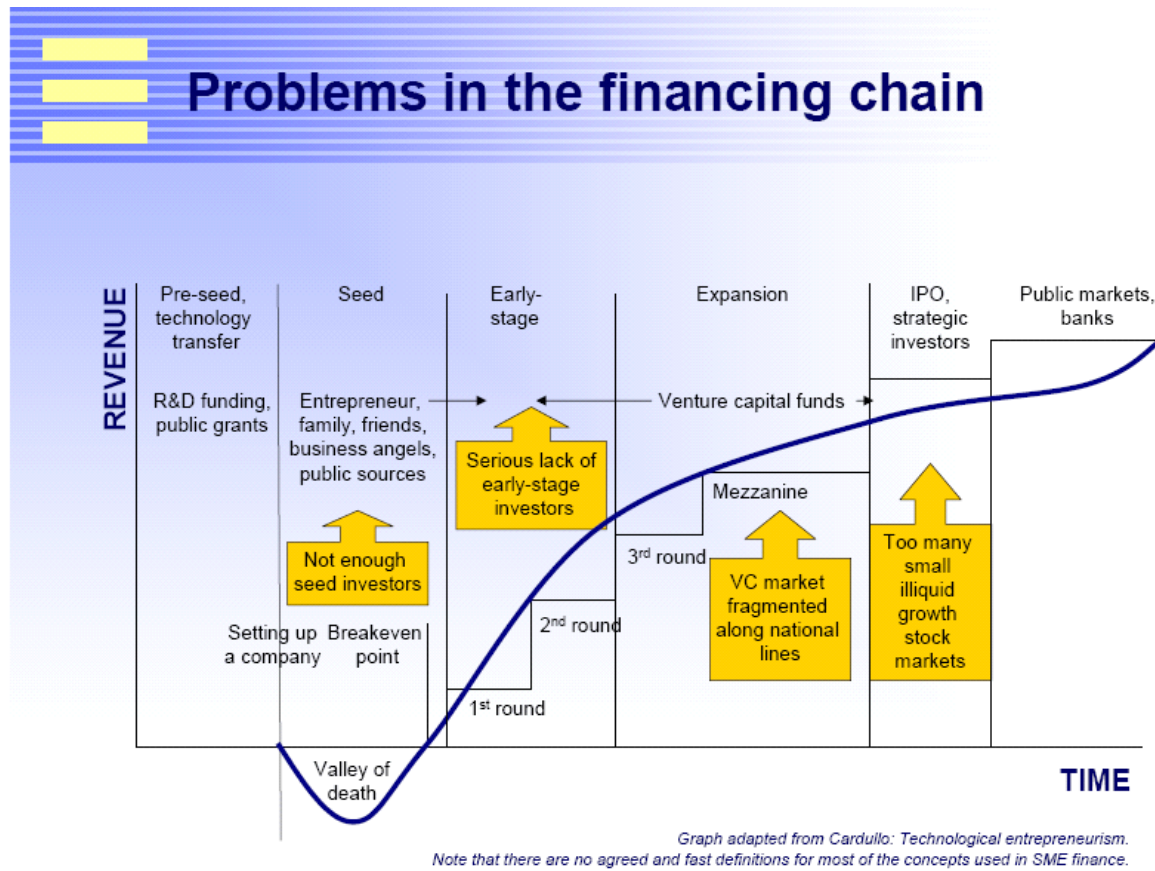 Problems in the financing chain
REVENUE
Pre-seed,
technology
transfer
Seed
Early-
stage
Expansion
IPO,
strategic
investors
Public markets,
banks
R&D funding,
public grants
Entrepreneur,
family, friends,
business angels,
public sources
Venture capital funds
Serious lack of
early-stage
investors
Not enough
seed investors
Mezzanine
3rd round
VC market
fragmented
along national
lines
Too many
small
illiquid
growth
stock
markets
Setting up
a company
Breakeven
point
2nd round
1st round
Valley of
death
TIME
Graph adapted from Cardullo: Technological entrepreneurism.
Note that there are no agreed and fast definitions for most of the concepts used in SME finance.